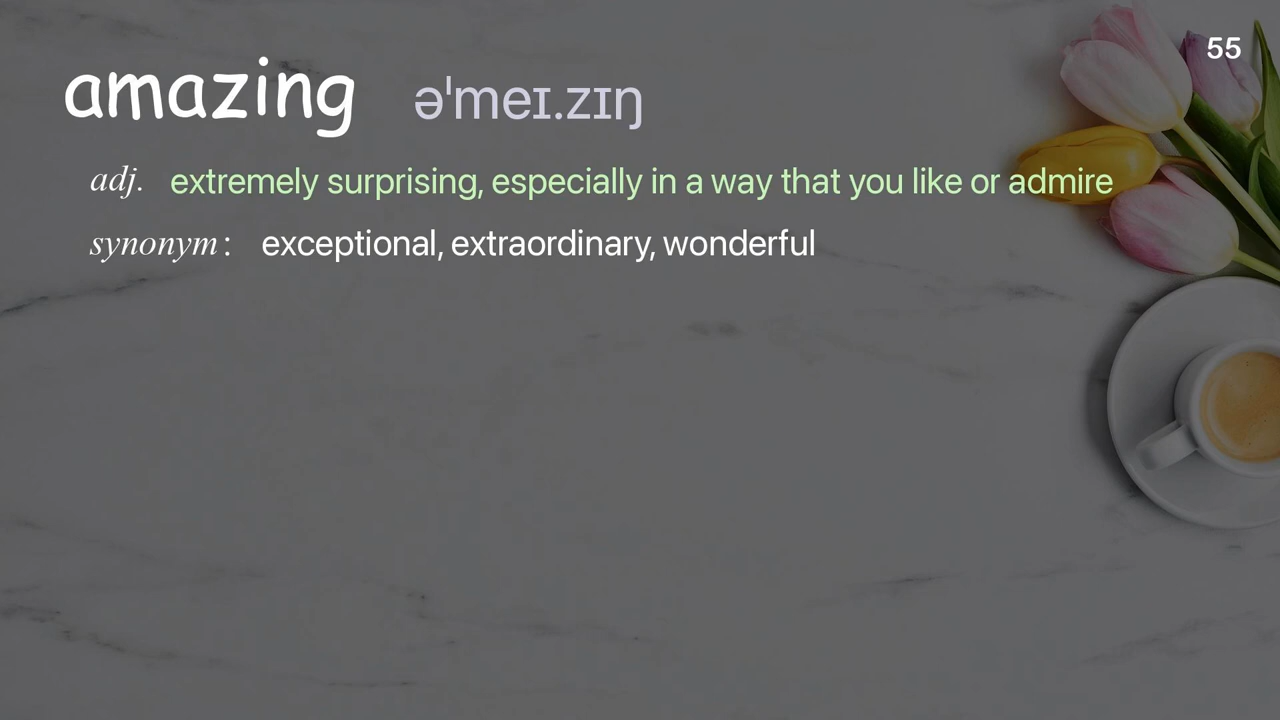 55
amazing əˈmeɪ.zɪŋ
adj. extremely surprising, especially in a way that you like or admire
synonym: exceptional, extraordinary, wonderful